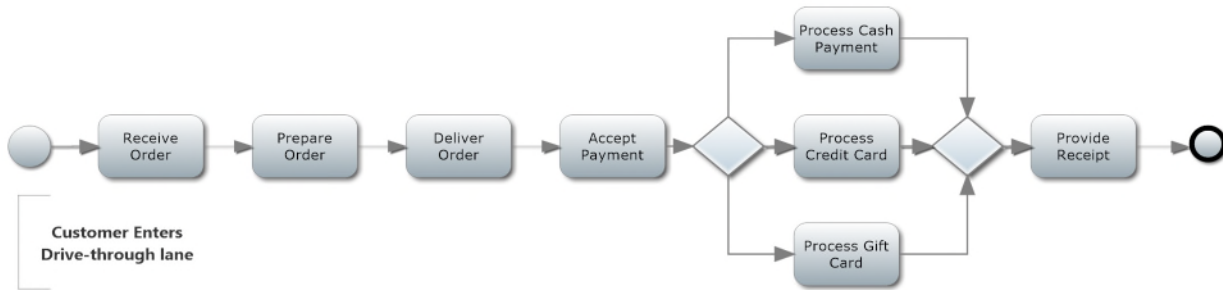 Receive
Order
Prepare
Order
Deliver
Order
Accept
Payment
Process Cash
Payment
Process
Credit Card
Process Gift
Card
Provide
Receipt
Customer Enters
Drive-through lane